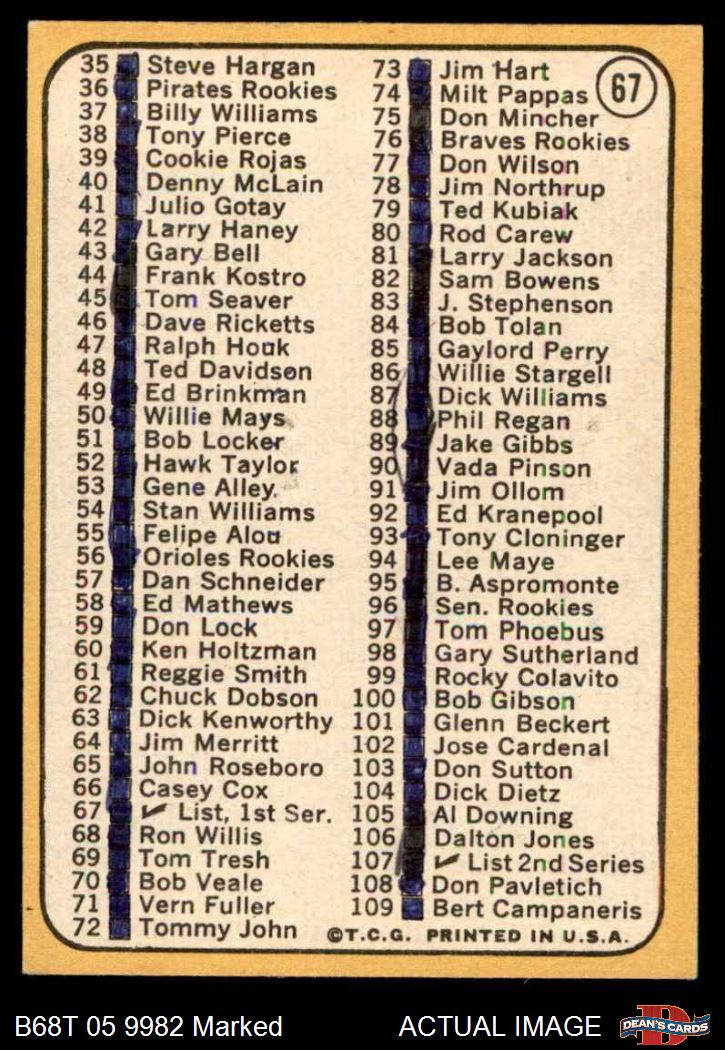 67
35 Steve Hargan
36 Pirates Rookies
37 Billy Williams
38 Tony Pierce
39 Cookie Rojas
40 Denny McLain
41 Julio Gotay
42 Larry Haney
43 Gary Bell
44 Frank Kostro
45 Tom Seaver
46 Dave Ricketts
47 Ralph Houk
48 Ted Davidson
49 Ed Brinkman
50 Willie Mays
51 Bob Locker
52 Hawk Taylor
53 Gene Alley
54 Stan Williams
55 Felipe Alou
56 Orioles Rookies
57 Dan Schneider
58 Ed Mathews
59 Don Lock
60 Ken Holtzman
61 Reggie Smith
62 Chuck Dobson
63 Dick Kenworthy
64 Jim Merritt
65 John Roseboro
66 Casey Cox
67 ✓ List, 1st Ser.
68 Ron Willis
69 Tom Tresh
70 Bob Veale
71 Vern Fuller
72 Tommy John
73 Jim Hart
74 Milt Pappas
75 Don Mincher
76 Braves Rookies
77 Don Wilson
78 Jim Northrup
79 Ted Kubiak
80 Rod Carew
81 Larry Jackson
82 Sam Bowens
83 J. Stephenson
84 Bob Tolan
85 Gaylord Perry
86 Willie Stargell
87 Dick Williams
88 Phil Regan
89 Jake Gibbs
90 Vada Pinson
91 Jim Ollom
92 Ed Kranepool
93 Tony Cloninger
94 Lee Maye
95 B. Aspromonte
96 Sen. Rookies
97 Tom Phoebus
98 Gary Sutherland
99 Rocky Colavito
100 Bob Gibson
101 Glenn Beckert
102 Jose Cardenal
103 Don Sutton
104 Dick Dietz
105 Al Downing
106 Dalton Jones
107 ✓ List 2nd Series
108 Don Pavletich
109 Bert Campaneris
©T.C.G. PRINTED IN U.S.A.
B68T 05 9982 Marked
ACTUAL IMAGE
D
DEAN'S CARDS